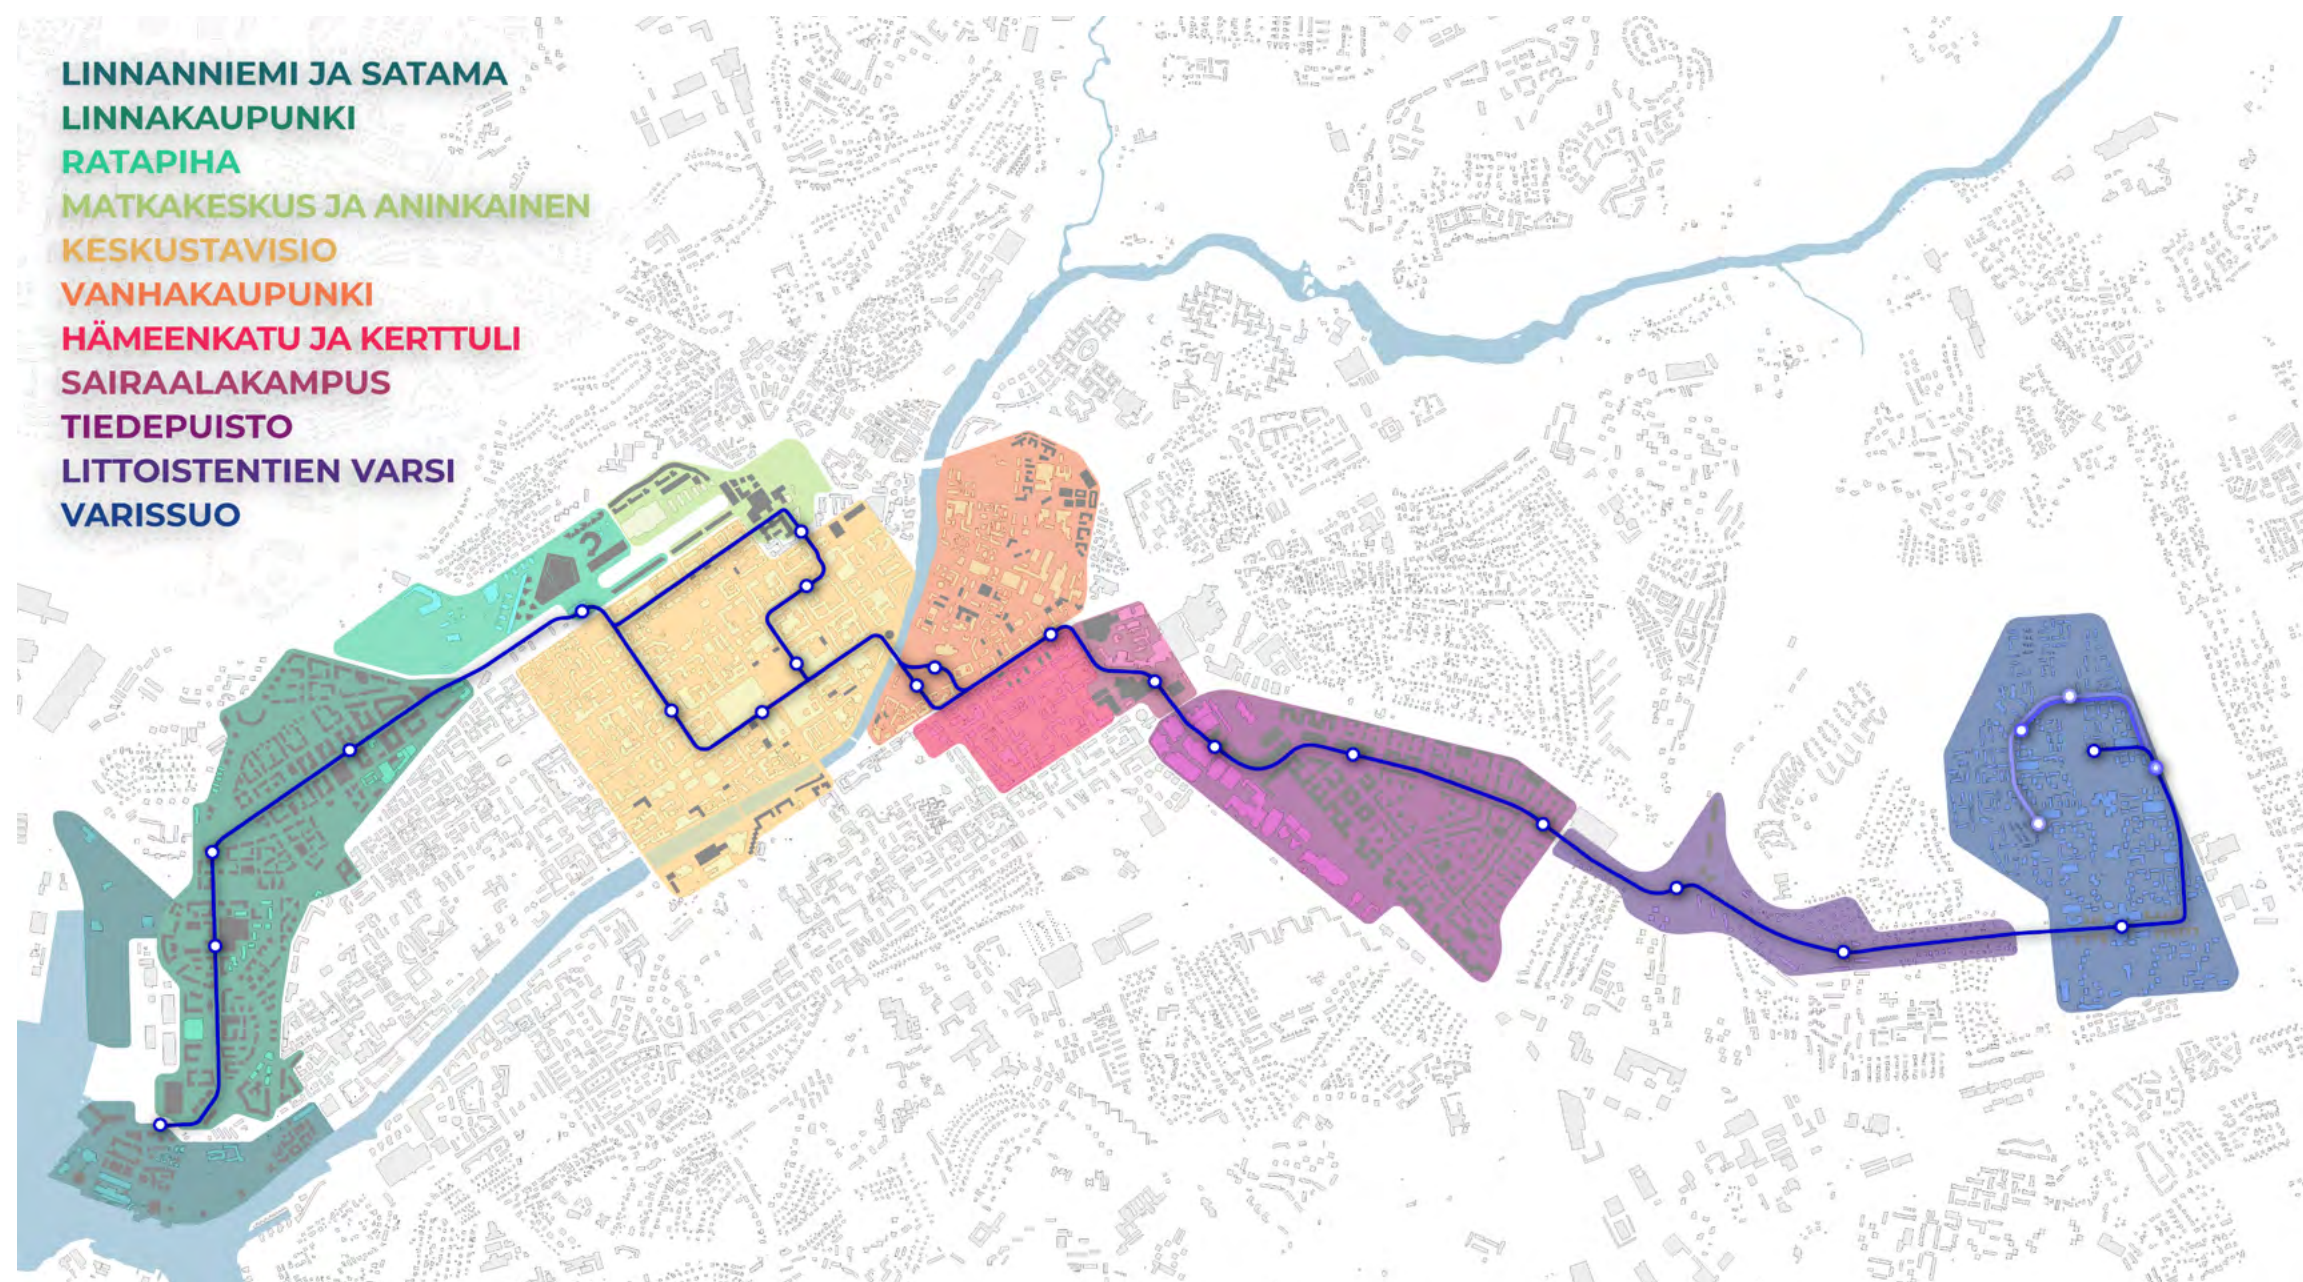 LINNANNIEMI JA SATAMA
LINNAKAUPUNKI
RATAPIHA
MATKAKESKUS JA ANINKAINEN
KESKUSTAVISIO
VANHAKAUPUNKI
HÄMEENKATU JA KERTTULI
SAIRAALAKAMPUS
TIEDEPUISTO
LITTOISTENTIEN VARSI
VARISSUO